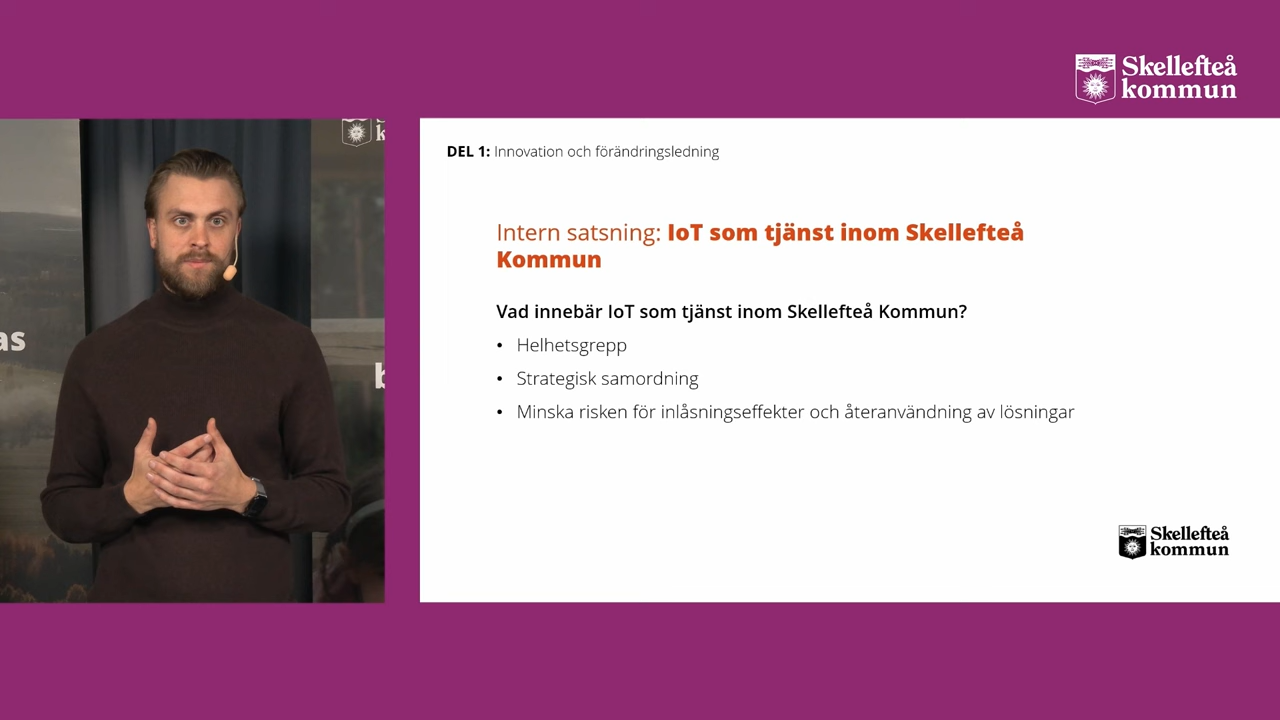 Skellefteå
kommun
as
b
DEL 1: Innovation och förändringsledning
Intern satsning: IoT som tjänst inom Skellefteå
Kommun
Vad innebär IoT som tjänst inom Skellefteå Kommun?
• Helhetsgrepp
• Strategisk samordning
• Minska risken för inlåsningseffekter och återanvändning av lösningar
Skellefteå
kommun